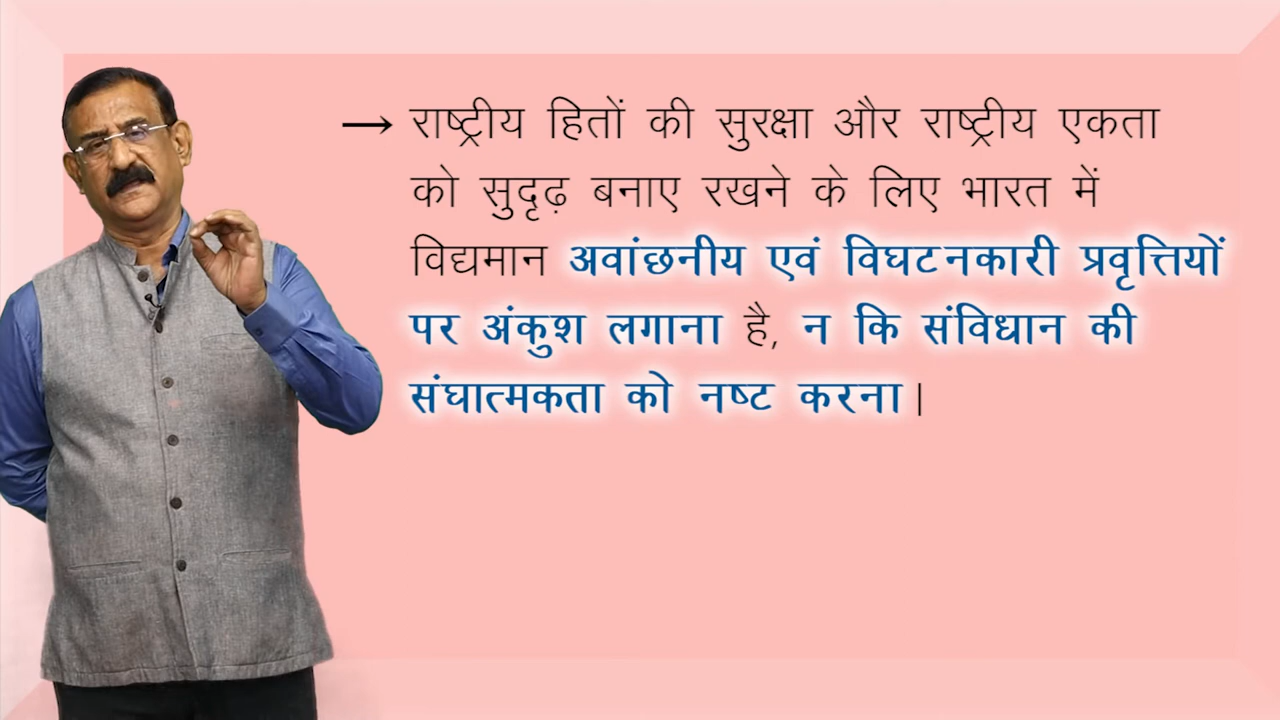 → राष्ट्रीय हितों की सुरक्षा और राष्ट्रीय एकता
को सुदृढ़ बनाए रखने के लिए भारत में
विद्यमान अवांछनीय एवं विघटनकारी प्रवृत्तियों
पर अंकुश लगाना है, न कि संविधान की
संघात्मकता को नष्ट करना।